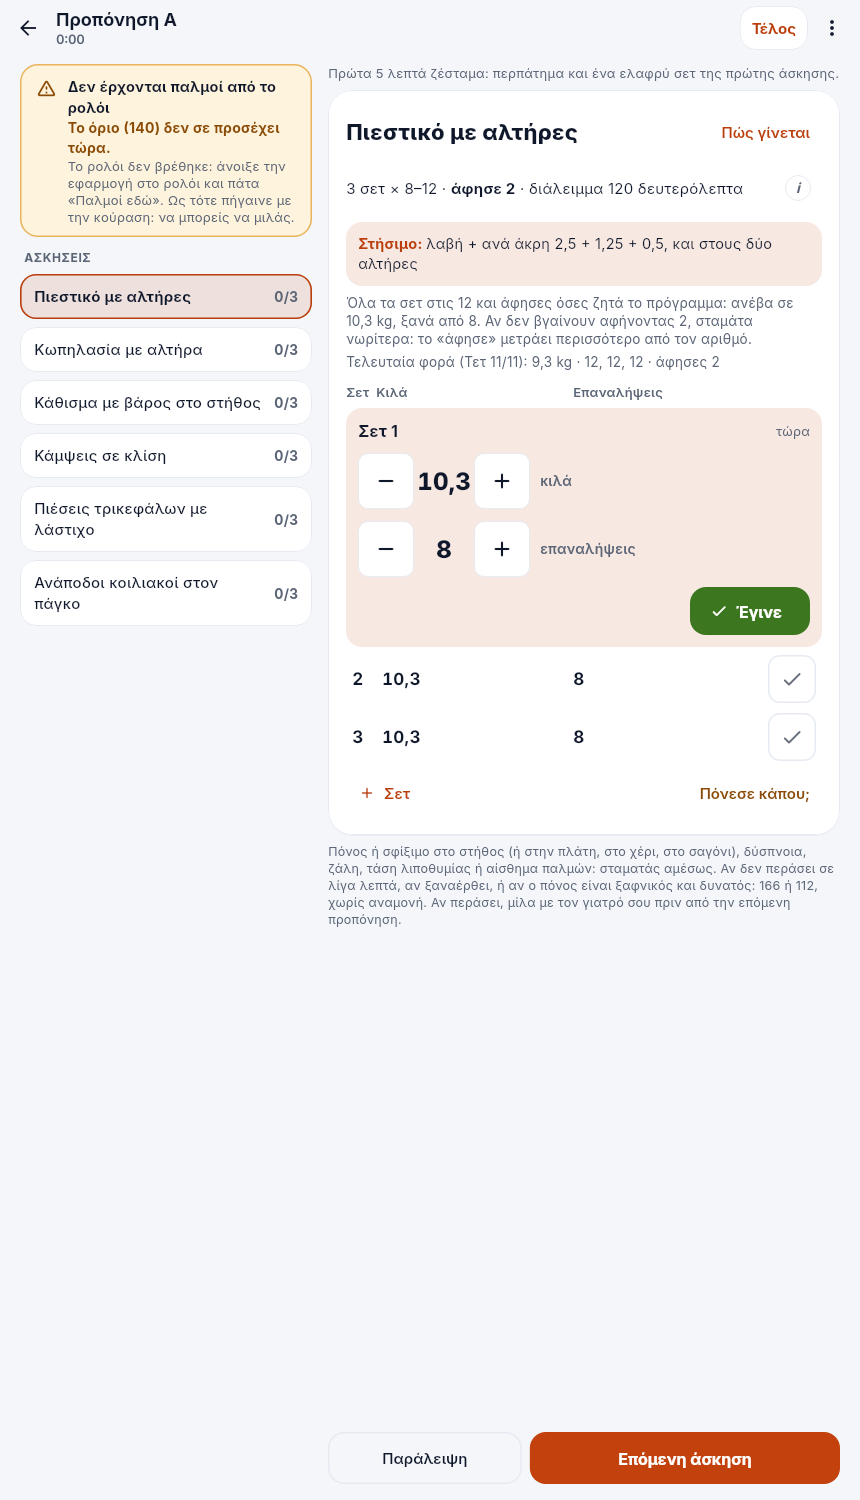 Προπόνηση Α
0:00
Τέλος
Δεν έρχονται παλμοί από το
ρολόι
Το όριο (140) δεν σε προσέχει
τώρα.
Το ρολόι δεν βρέθηκε: άνοιξε την
εφαρμογή στο ρολόι και πάτα
«Παλμοί εδώ». Ως τότε πήγαινε με
την κούραση: να μπορείς να μιλάς.
ΑΣΚΗΣΕΙΣ
Πιεστικό με αλτήρες 0/3
Κωπηλασία με αλτήρα 0/3
Κάθισμα με βάρος στο στήθος 0/3
Κάμψεις σε κλίση 0/3
Πιέσεις τρικεφάλων με
λάστιχο 0/3
Ανάποδοι κοιλιακοί στον
πάγκο 0/3
Πρώτα 5 λεπτά ζέσταμα: περπάτημα και ένα ελαφρύ σετ της πρώτης άσκησης.
Πιεστικό με αλτήρες Πώς γίνεται
3 σετ × 8–12 · άφησε 2 · διάλειμμα 120 δευτερόλεπτα i
Στήσιμο: λαβή + ανά άκρη 2,5 + 1,25 + 0,5, και στους δύο
αλτήρες
Όλα τα σετ στις 12 και άφησες όσες ζητά το πρόγραμμα: ανέβα σε
10,3 kg, ξανά από 8. Αν δεν βγαίνουν αφήνοντας 2, σταμάτα
νωρίτερα: το «άφησε» μετράει περισσότερο από τον αριθμό.
Τελευταία φορά (Τετ 11/11): 9,3 kg · 12, 12, 12 · άφησες 2
Σετ Κιλά Επαναλήψεις
Σετ 1 τώρα
− 10,3 + κιλά
− 8 + επαναλήψεις
Έγινε
2 10,3 8
3 10,3 8
+ Σετ Πόνεσε κάπου;
Πόνος ή σφίξιμο στο στήθος (ή στην πλάτη, στο χέρι, στο σαγόνι), δύσπνοια,
ζάλη, τάση λιποθυμίας ή αίσθημα παλμών: σταματάς αμέσως. Αν δεν περάσει σε
λίγα λεπτά, αν ξαναέρθει, ή αν ο πόνος είναι ξαφνικός και δυνατός: 166 ή 112,
χωρίς αναμονή. Αν περάσει, μίλα με τον γιατρό σου πριν από την επόμενη
προπόνηση.
Παράλειψη Επόμενη άσκηση